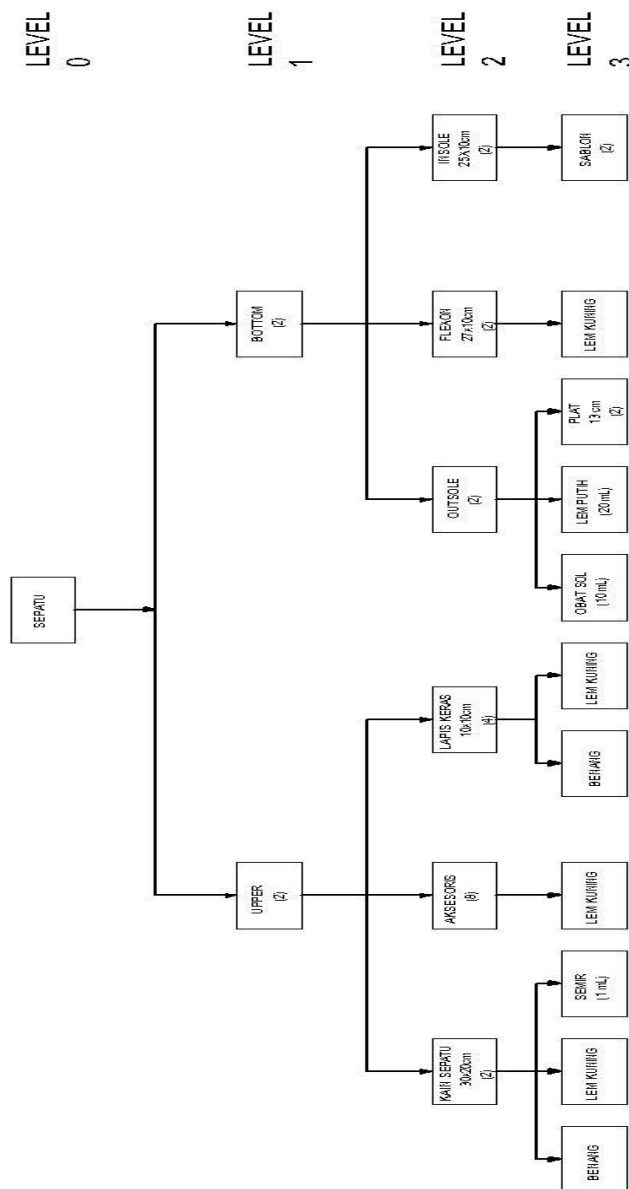 LEVEL
0
LEVEL
1
LEVEL
2
LEVEL
3
SEPATU
UPPER
(2)
BOTTOM
(2)
KAIN SEPATU
30x20cm
(2)
AKSESORIS
(8)
LAPIS KERAS
10x10cm
(4)
OUTSOLE
(2)
FLEXON
27x10cm
(2)
INSOLE
25X10cm
(2)
BENANG
LEM KUNING
SEMIR
(1 mL)
LEM KUNING
BENANG
LEM KUNING
OBAT SOL
(10 mL)
LEM PUTIH
(20 mL)
PLAT
13 cm
(2)
LEM KUNING
SABLON
(2)